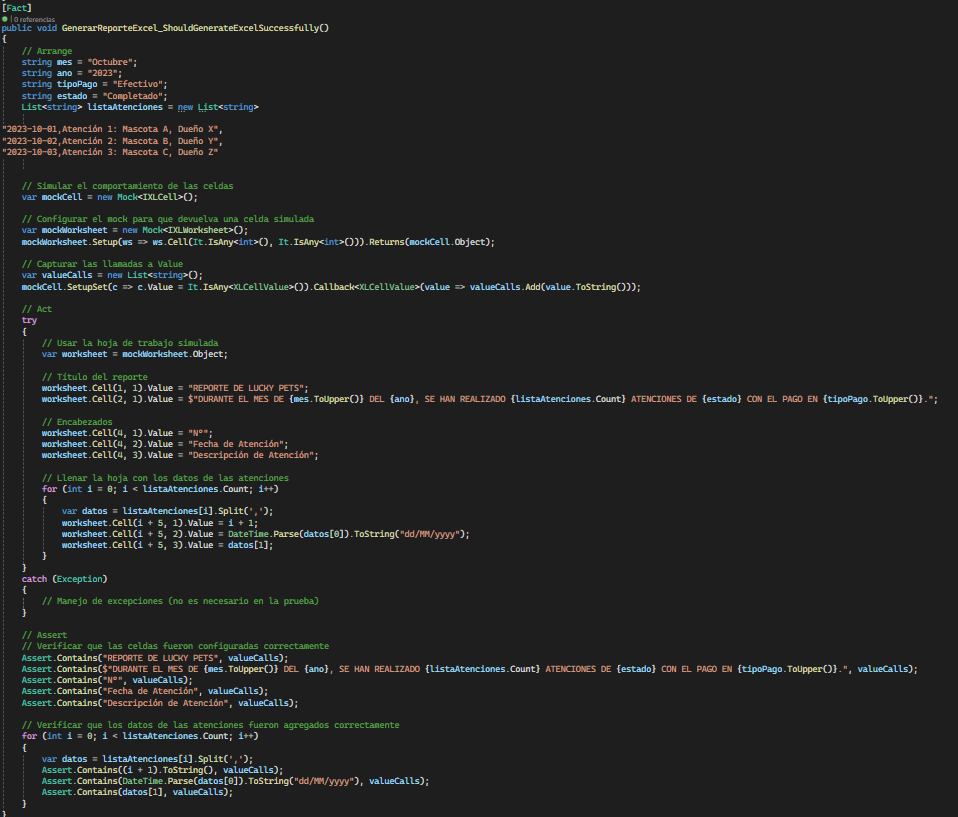 [Fact]
| 0 referencias
public void GenerarReporteExcel_ShouldGenerateExcelSuccessfully()
{
// Arrange
string mes = "Octubre";
string ano = "2023";
string tipoPago = "Efectivo";
string estado = "Completado";
List<string> listaAtenciones = new List<string>
"2023-10-01,Atención 1: Mascota A, Dueño X",
"2023-10-02,Atención 2: Mascota B, Dueño Y",
"2023-10-03,Atención 3: Mascota C, Dueño Z"
// Simular el comportamiento de las celdas
var mockCell = new Mock<IXLCell>();
// Configurar el mock para que devuelva una celda simulada
var mockWorksheet = new Mock<IXLWorksheet>();
mockWorksheet.Setup(ws => ws.Cell(It.IsAny<int>(), It.IsAny<int>())).Returns(mockCell.Object);
// Capturar las llamadas a Value
var valueCalls = new List<string>();
mockCell.SetupSet(c => c.Value = It.IsAny<XLCellValue>()).Callback<XLCellValue>(value => valueCalls.Add(value.ToString()));
// Act
try
{
// Usar la hoja de trabajo simulada
var worksheet = mockWorksheet.Object;
// Título del reporte
worksheet.Cell(1, 1).Value = "REPORTE DE LUCKY PETS";
worksheet.Cell(2, 1).Value = $"DURANTE EL MES DE {mes.ToUpper()} DEL {ano}, SE HAN REALIZADO {listaAtenciones.Count} ATENCIONES DE {estado} CON EL PAGO EN {tipoPago.ToUpper()}.";
// Encabezados
worksheet.Cell(4, 1).Value = "N°";
worksheet.Cell(4, 2).Value = "Fecha de Atención";
worksheet.Cell(4, 3).Value = "Descripción de Atención";
// Llenar la hoja con los datos de las atenciones
for (int i = 0; i < listaAtenciones.Count; i++)
{
var datos = listaAtenciones[i].Split(',');
worksheet.Cell(i + 5, 1).Value = i + 1;
worksheet.Cell(i + 5, 2).Value = DateTime.Parse(datos[0]).ToString("dd/MM/yyyy");
worksheet.Cell(i + 5, 3).Value = datos[1];
}
}
catch (Exception)
{
// Manejo de excepciones (no es necesario en la prueba)
}
// Assert
// Verificar que las celdas fueron configuradas correctamente
Assert.Contains("REPORTE DE LUCKY PETS", valueCalls);
Assert.Contains($"DURANTE EL MES DE {mes.ToUpper()} DEL {ano}, SE HAN REALIZADO {listaAtenciones.Count} ATENCIONES DE {estado} CON EL PAGO EN {tipoPago.ToUpper()}.", valueCalls);
Assert.Contains("N°", valueCalls);
Assert.Contains("Fecha de Atención", valueCalls);
Assert.Contains("Descripción de Atención", valueCalls);
// Verificar que los datos de las atenciones fueron agregados correctamente
for (int i = 0; i < listaAtenciones.Count; i++)
{
var datos = listaAtenciones[i].Split(',');
Assert.Contains((i + 1).ToString(), valueCalls);
Assert.Contains(DateTime.Parse(datos[0]).ToString("dd/MM/yyyy"), valueCalls);
Assert.Contains(datos[1], valueCalls);
}
}